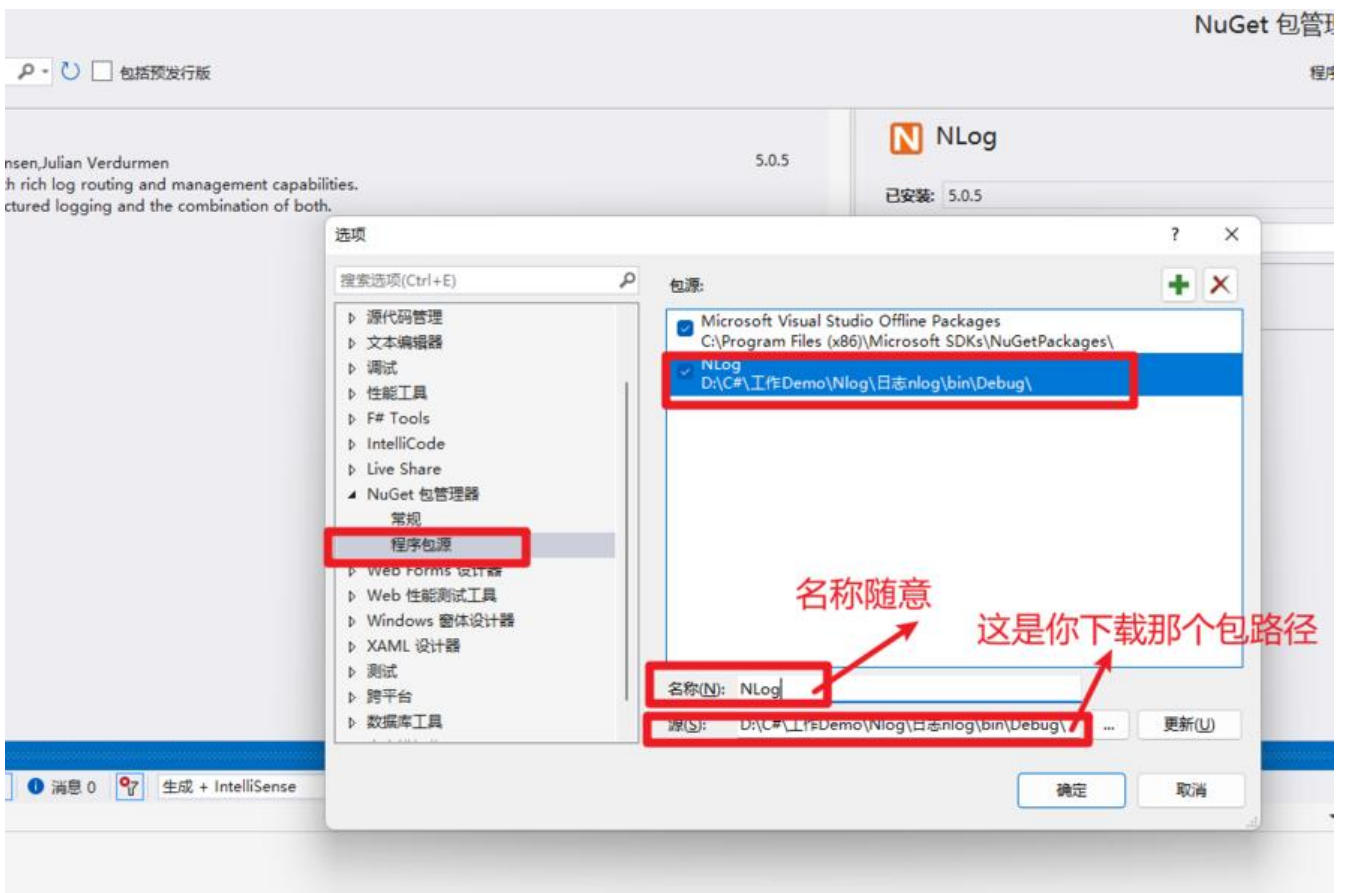 NuGet 包管
包括预发行版
程
nsen,Julian Verdurmen
5.0.5
h rich log routing and management capabilities.
ctured logging and the combination of both.
NLog
已安装: 5.0.5
选项
搜索选项(Ctrl+E)
源代码管理
文本编辑器
调试
性能工具
F# Tools
IntelliCode
Live Share
NuGet 包管理器
常规
程序包源
Web Forms 设计器
Web 性能测试工具
Windows 窗体设计器
XAML 设计器
测试
跨平台
数据库工具
包源:
Microsoft Visual Studio Offline Packages
C:\Program Files (x86)\Microsoft SDKs\NuGetPackages\
NLog
D:\C#\工作Demo\Nlog\日志nlog\bin\Debug\
名称随意
这是你下载那个包路径
名称(N): NLog
源(S): D:\C#\工作Demo\Nlog\日志nlog\bin\Debug\
...
更新(U)
确定
取消
消息 0
生成 + IntelliSense